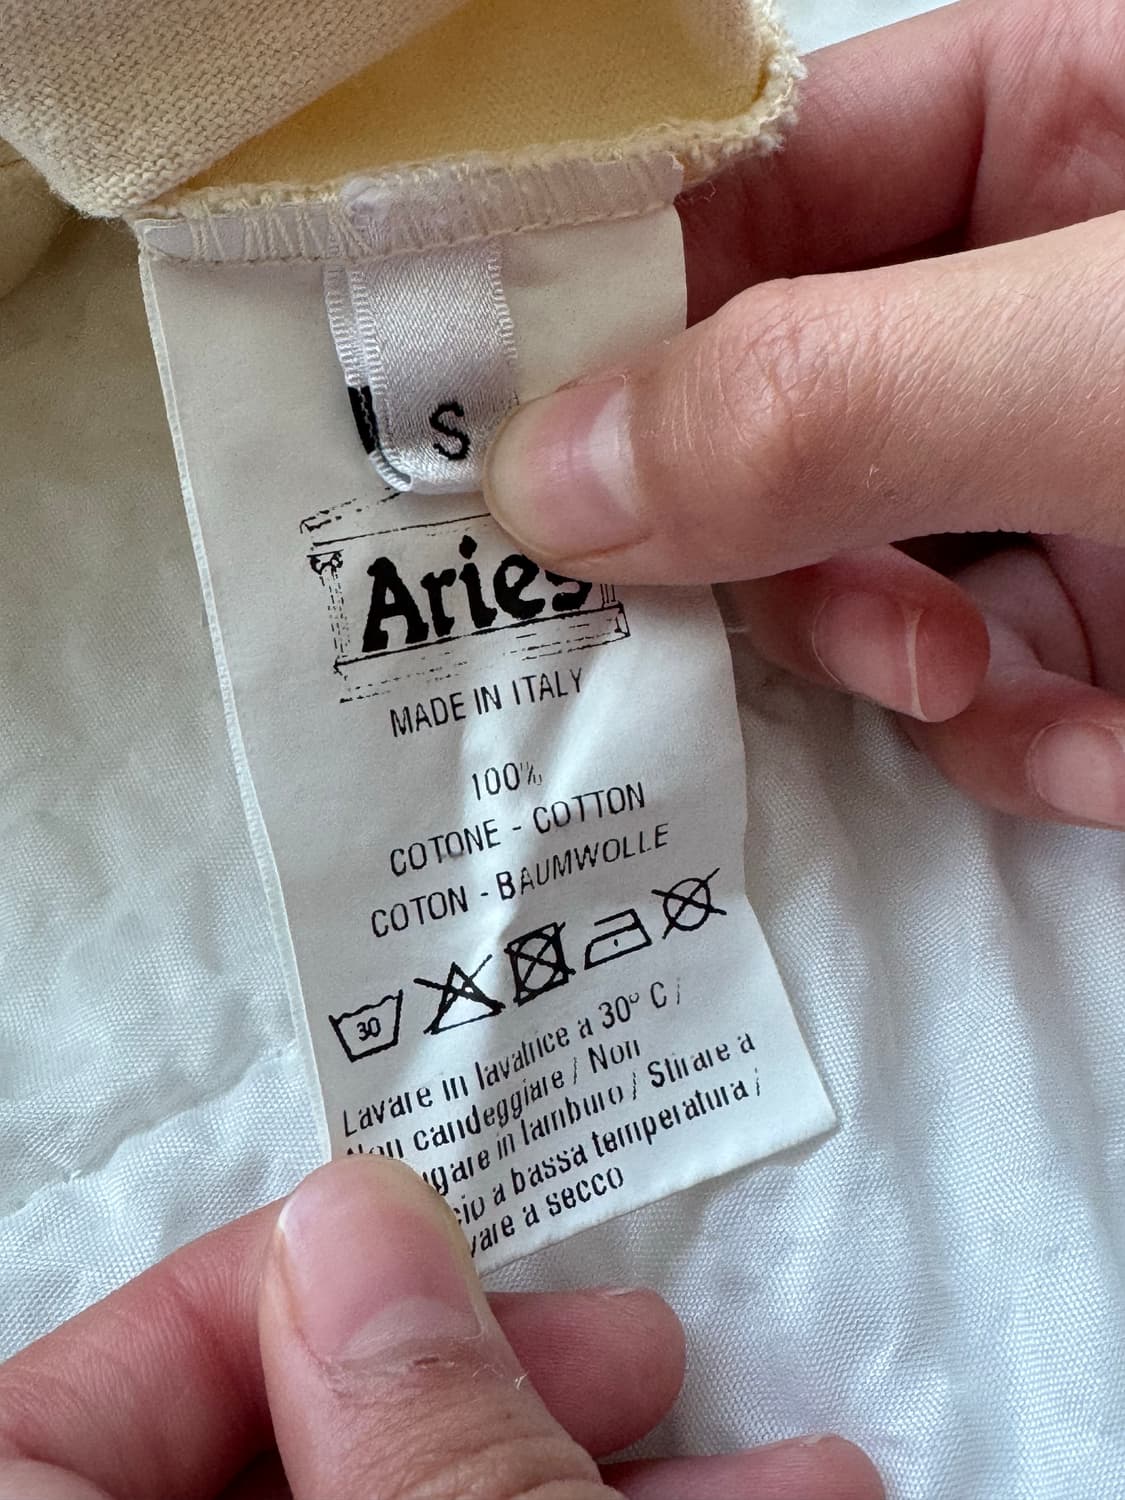 S
Aries
MADE IN ITALY
100%
COTONE - COTTON
COTON - BAUMWOLLE
30
Lavare in lavatrice a 30° C /
Non candeggiare / Non
in tamburo / Stirare a
a bassa temperatura /
a secco